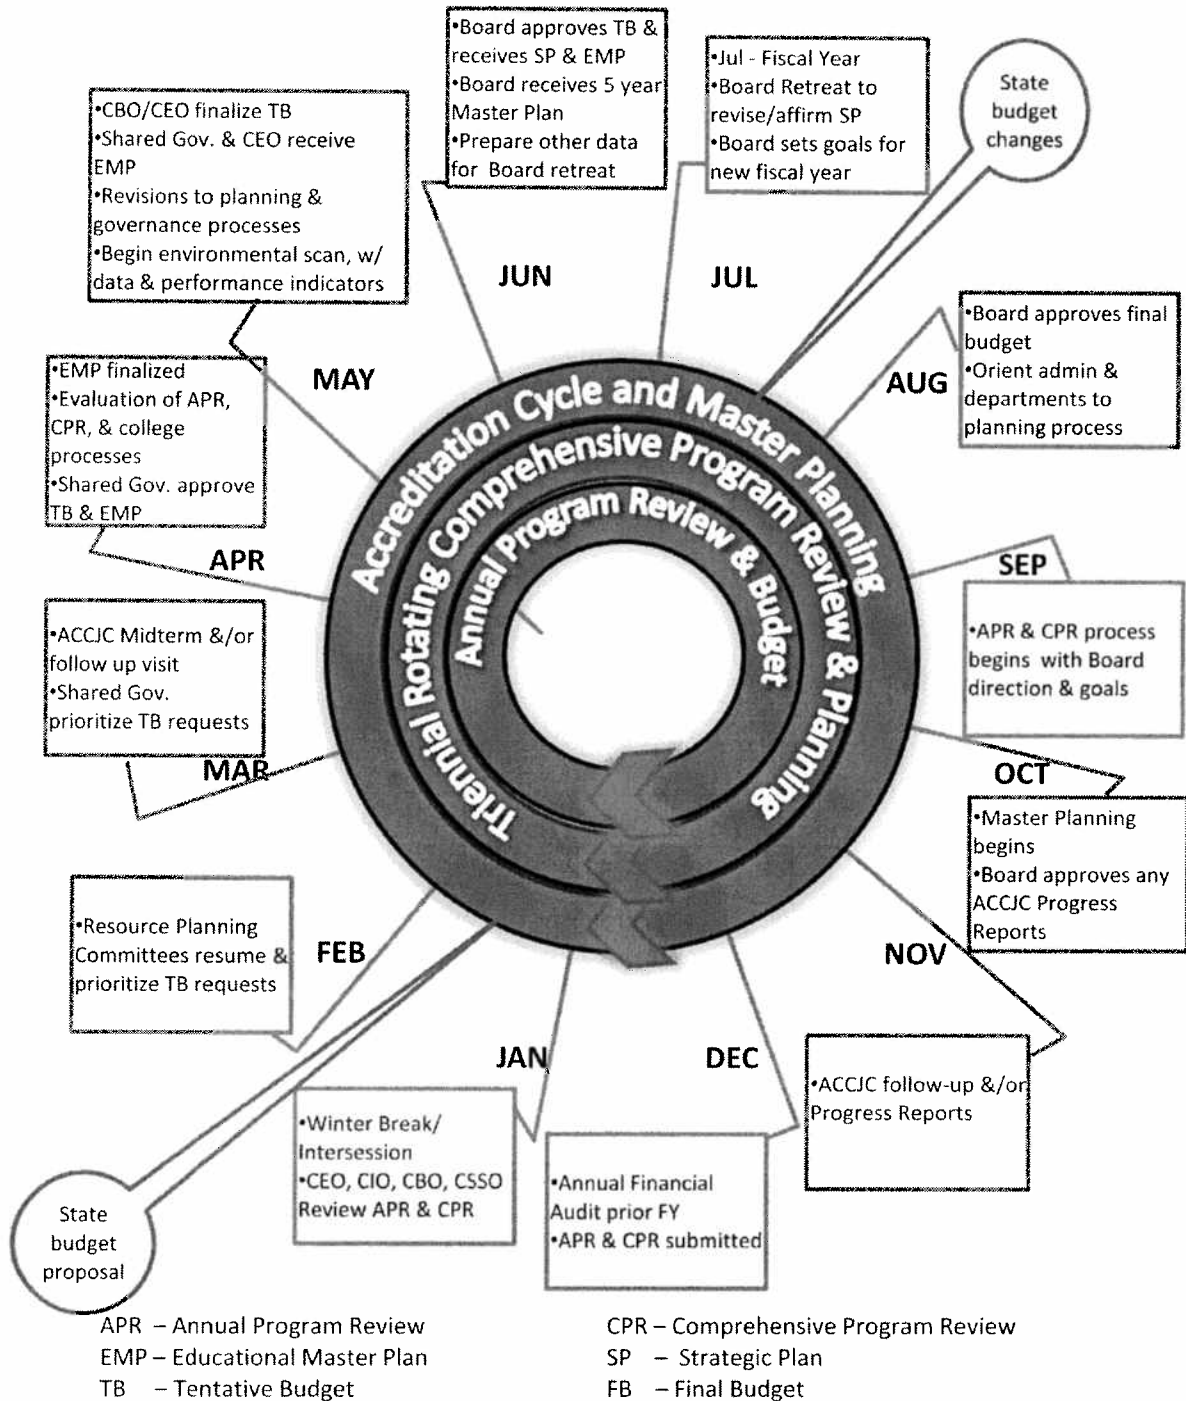 •Board approves TB &
receives SP & EMP
•Board receives 5 year
Master Plan
•Prepare other data
for Board retreat
•Jul - Fiscal Year
•Board Retreat to
revise/affirm SP
•Board sets goals for
new fiscal year
State
budget
changes
•CBO/CEO finalize TB
•Shared Gov. & CEO receive
EMP
•Revisions to planning &
governance processes
•Begin environmental scan, w/
data & performance indicators
JUN
JUL
•Board approves final
budget
•Orient admin &
departments to
planning process
MAY
AUG
•EMP finalized
•Evaluation of APR,
CPR, & college
processes
•Shared Gov. approve
TB & EMP
Accreditation Cycle and Master Planning
Triennial Rotating Comprehensive Program Review & Planning
Annual Program Review & Budget
APR
SEP
•APR & CPR process
begins with Board
direction & goals
•ACCJC Midterm &/or
follow up visit
•Shared Gov.
prioritize TB requests
MAR
OCT
•Master Planning
begins
•Board approves any
ACCJC Progress
Reports
•Resource Planning
Committees resume &
prioritize TB requests
FEB
NOV
JAN
DEC
•ACCJC follow-up &/or
Progress Reports
•Winter Break/
Intersession
•CEO, CIO, CBO, CSSO
Review APR & CPR
•Annual Financial
Audit prior FY
•APR & CPR submitted
State
budget
proposal
APR – Annual Program Review
EMP – Educational Master Plan
TB – Tentative Budget
CPR – Comprehensive Program Review
SP – Strategic Plan
FB – Final Budget